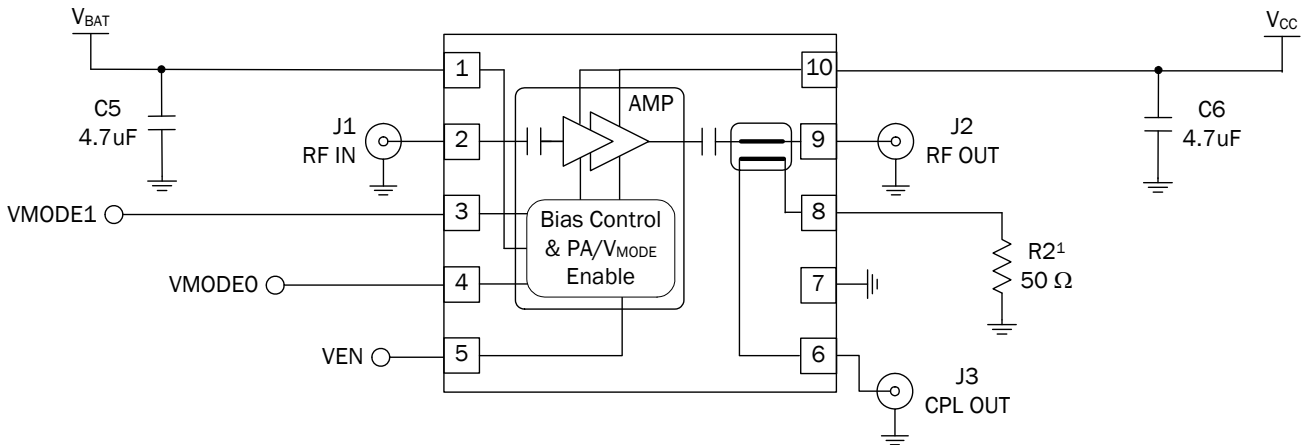 VBAT
VCC
1
10
AMP
C5
4.7uF
C6
4.7uF
J1
RF IN
2
9
J2
RF OUT
VMODE1
3
8
Bias Control
& PA/VMODE
Enable
R2¹
50 Ω
VMODE0
4
7
VEN
5
6
J3
CPL OUT